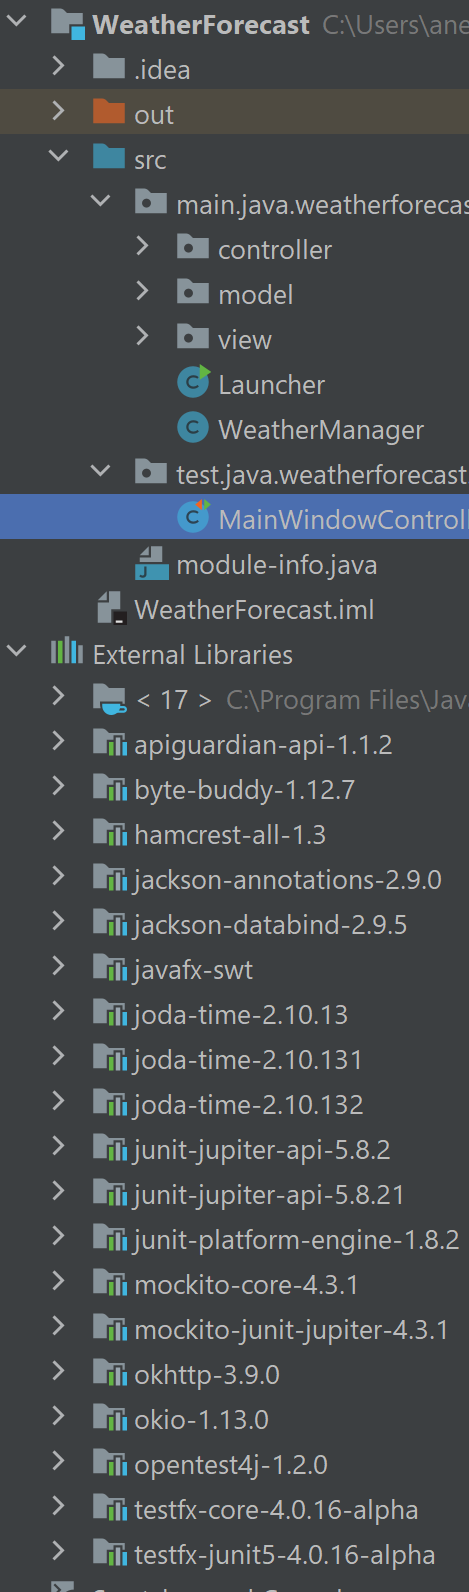 WeatherForecast C:\Users\ane
.idea
out
src
main.java.weatherforecas
controller
model
view
Launcher
WeatherManager
test.java.weatherforecast
MainWindowControll
module-info.java
WeatherForecast.iml
External Libraries
< 17 > C:\Program Files\Java
apiguardian-api-1.1.2
byte-buddy-1.12.7
hamcrest-all-1.3
jackson-annotations-2.9.0
jackson-databind-2.9.5
javafx-swt
joda-time-2.10.13
joda-time-2.10.131
joda-time-2.10.132
junit-jupiter-api-5.8.2
junit-jupiter-api-5.8.21
junit-platform-engine-1.8.2
mockito-core-4.3.1
mockito-junit-jupiter-4.3.1
okhttp-3.9.0
okio-1.13.0
opentest4j-1.2.0
testfx-core-4.0.16-alpha
testfx-junit5-4.0.16-alpha